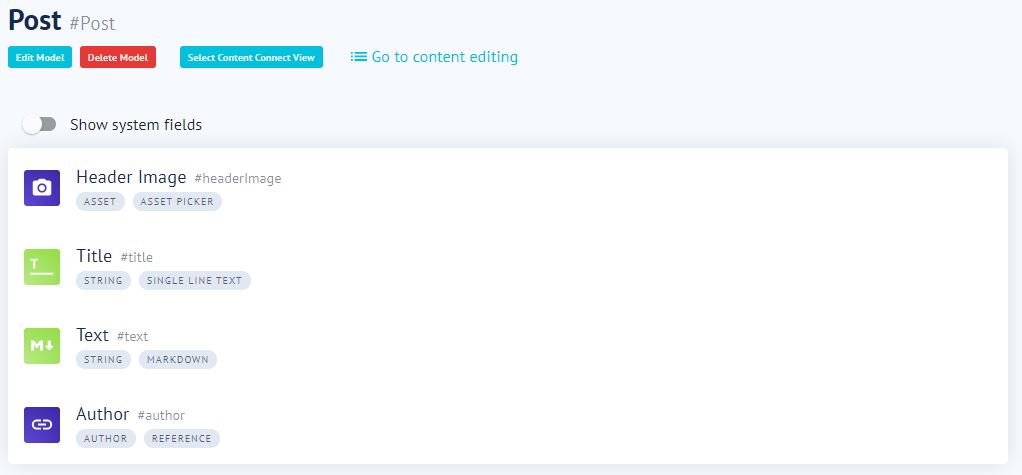 Post #Post
Edit Model Delete Model Select Content Connect View Go to content editing
Show system fields
Header Image #headerImage
ASSET ASSET PICKER
T
Title #title
STRING SINGLE LINE TEXT
Text #text
M STRING MARKDOWN
Author #author
AUTHOR REFERENCE